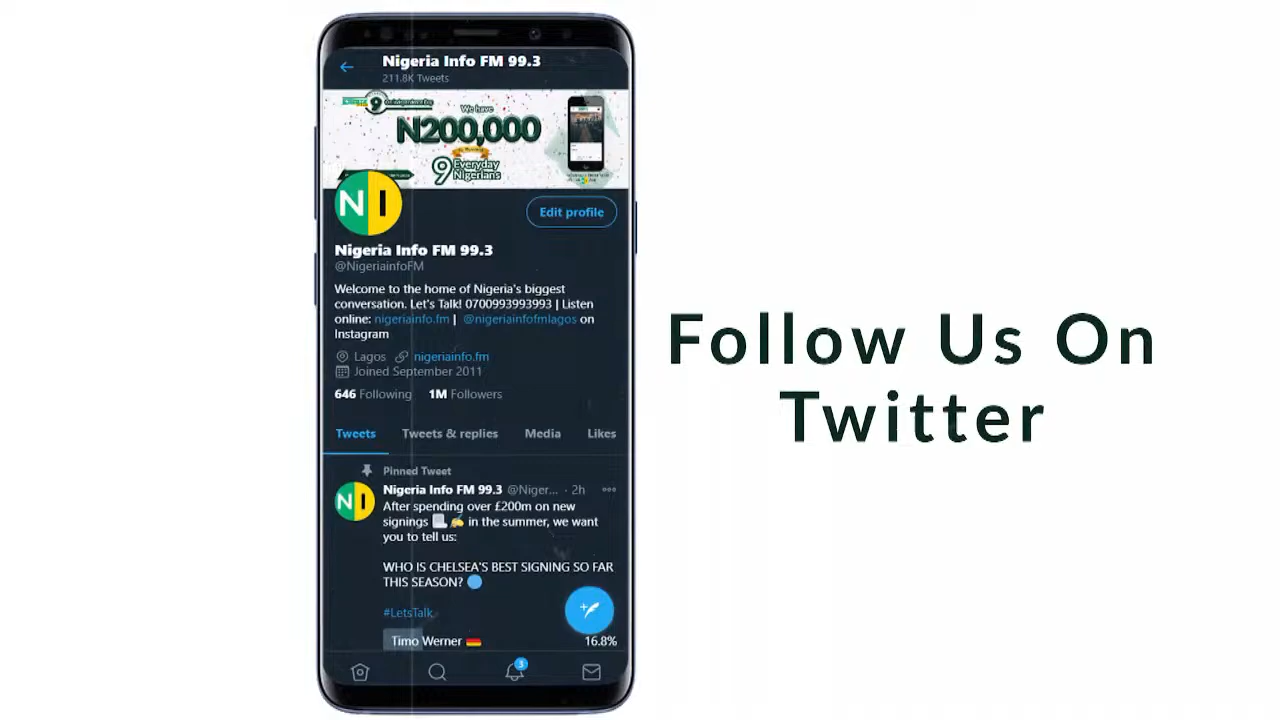 Nigeria Info FM 99.3
211.8K Tweets
We have
N200,000
9 Everyday
Nigerians
NI
Edit profile
Nigeria Info FM 99.3
@NigeriainfoFM
Welcome to the home of Nigeria's biggest
conversation. Let's Talk! 0700993993993 | Listen
online: nigeriainfo.fm | @nigeriainfofmlagos on
Instagram
Lagos nigeriainfo.fm
Joined September 2011
646 Following 1M Followers
Tweets Tweets & replies Media Likes
Pinned Tweet
NI
Nigeria Info FM 99.3 @Niger... · 2h
After spending over £200m on new
signings 📃✍️ in the summer, we want
you to tell us:
WHO IS CHELSEA'S BEST SIGNING SO FAR
THIS SEASON? 🔵
#LetsTalk
Timo Werner 🇩🇪 16.8%
3
Follow Us On
Twitter